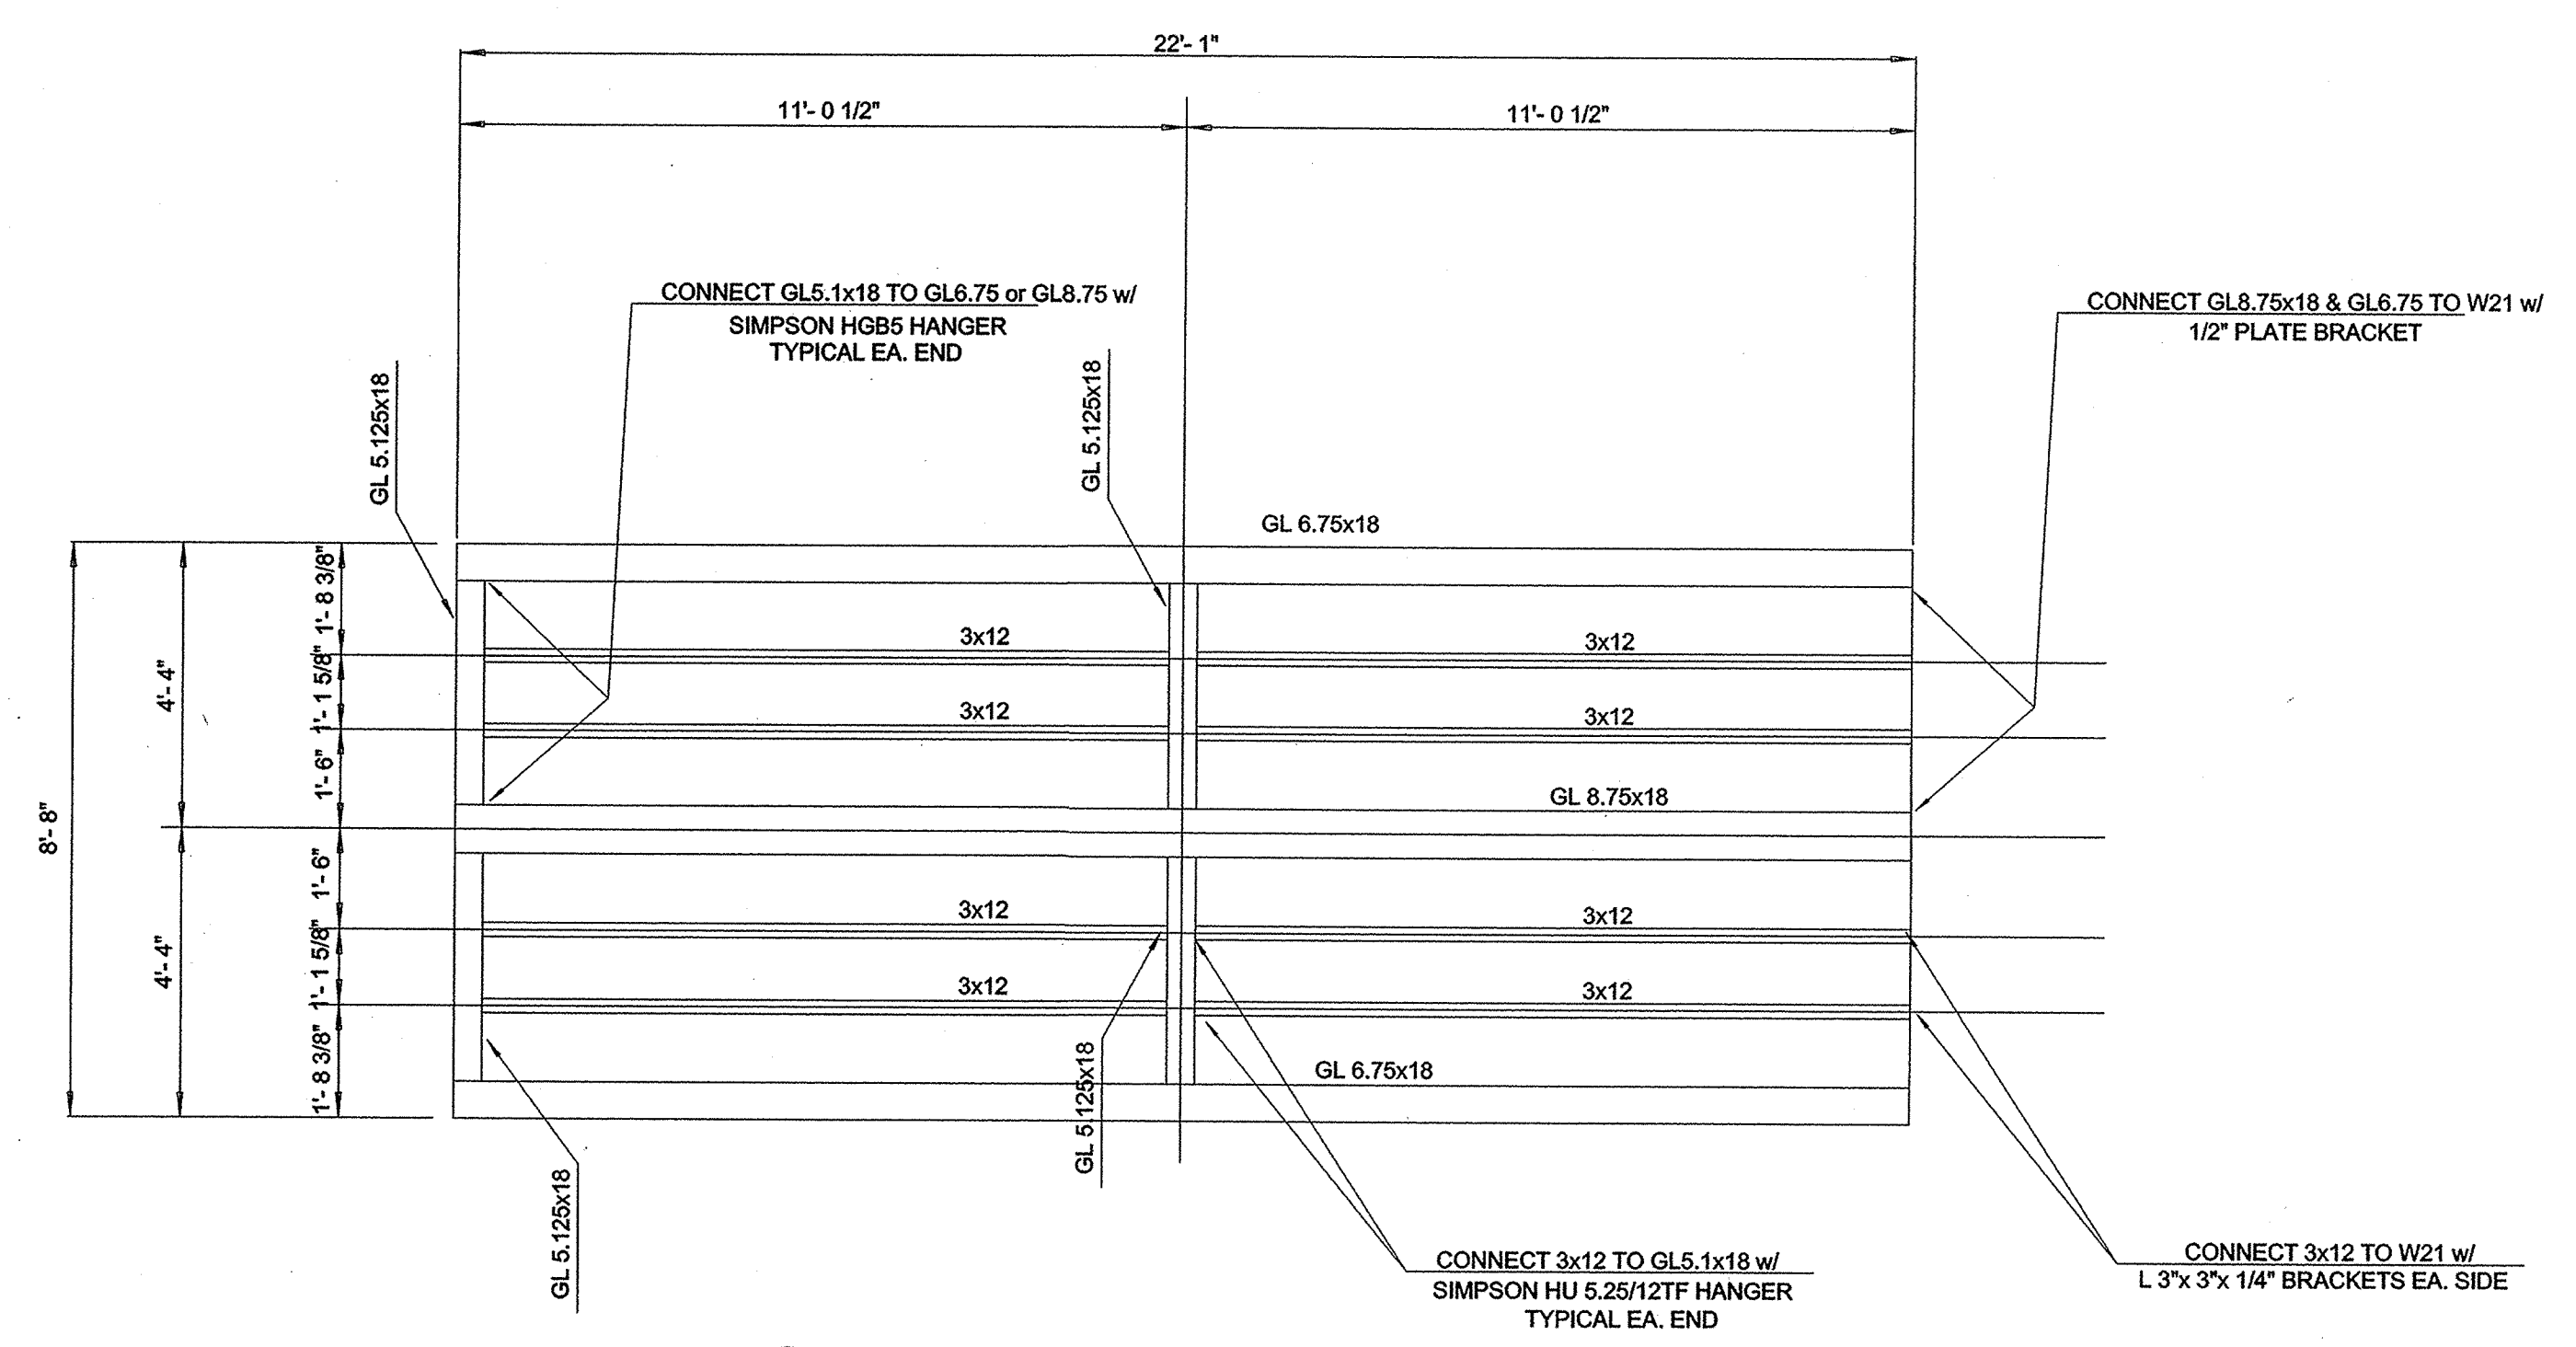 22'- 1"
11'- 0 1/2"
11'- 0 1/2"
CONNECT GL5.1x18 TO GL6.75 or GL8.75 w/
SIMPSON HGB5 HANGER
TYPICAL EA. END
CONNECT GL8.75x18 & GL6.75 TO W21 w/
1/2" PLATE BRACKET
GL 5.125x18
GL 5.125x18
GL 6.75x18
8'- 8"
4'- 4"
4'- 4"
1'- 8 3/8"
1'- 1 5/8"
1'- 6"
1'- 6"
1'- 1 5/8"
1'- 8 3/8"
3x12
3x12
3x12
3x12
GL 8.75x18
3x12
3x12
3x12
3x12
GL 6.75x18
GL 5.125x18
GL 5.125x18
CONNECT 3x12 TO GL5.1x18 w/
SIMPSON HU 5.25/12TF HANGER
TYPICAL EA. END
CONNECT 3x12 TO W21 w/
L 3"x 3"x 1/4" BRACKETS EA. SIDE